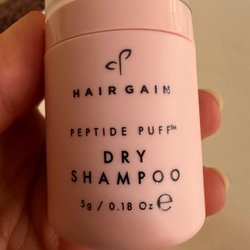 HAIRGAIN
PEPTIDE PUFF™
DRY
SHAMPOO
5g / 0.18 Oz ℮